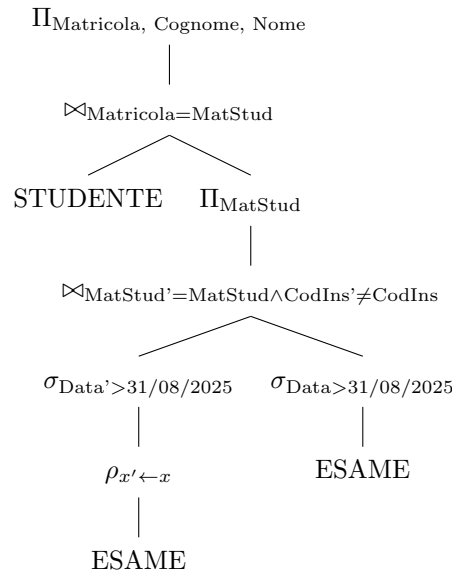 Π_Matricola, Cognome, Nome
⋈_Matricola=MatStud
STUDENTE Π_MatStud
⋈_MatStud'=MatStud∧CodIns'≠CodIns
σ_Data'>31/08/2025 σ_Data>31/08/2025
ρ_x'←x ESAME
ESAME